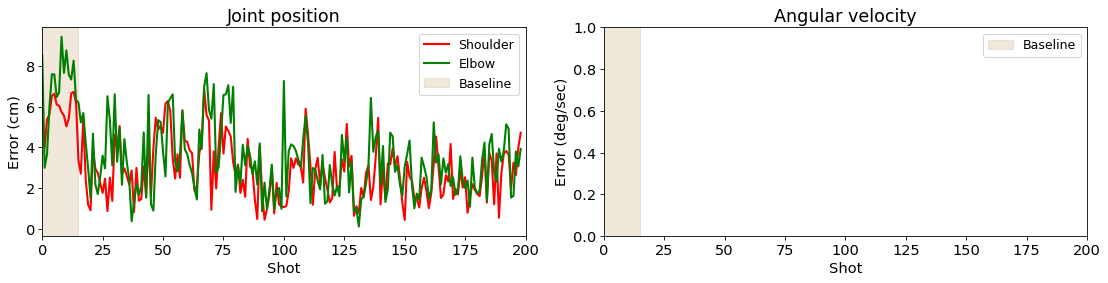 Joint position
Error (cm)
8
6
4
2
0
0 25 50 75 100 125 150 175 200
Shot
Shoulder
Elbow
Baseline
Angular velocity
Error (deg/sec)
1.0
0.8
0.6
0.4
0.2
0.0
0 25 50 75 100 125 150 175 200
Shot
Baseline